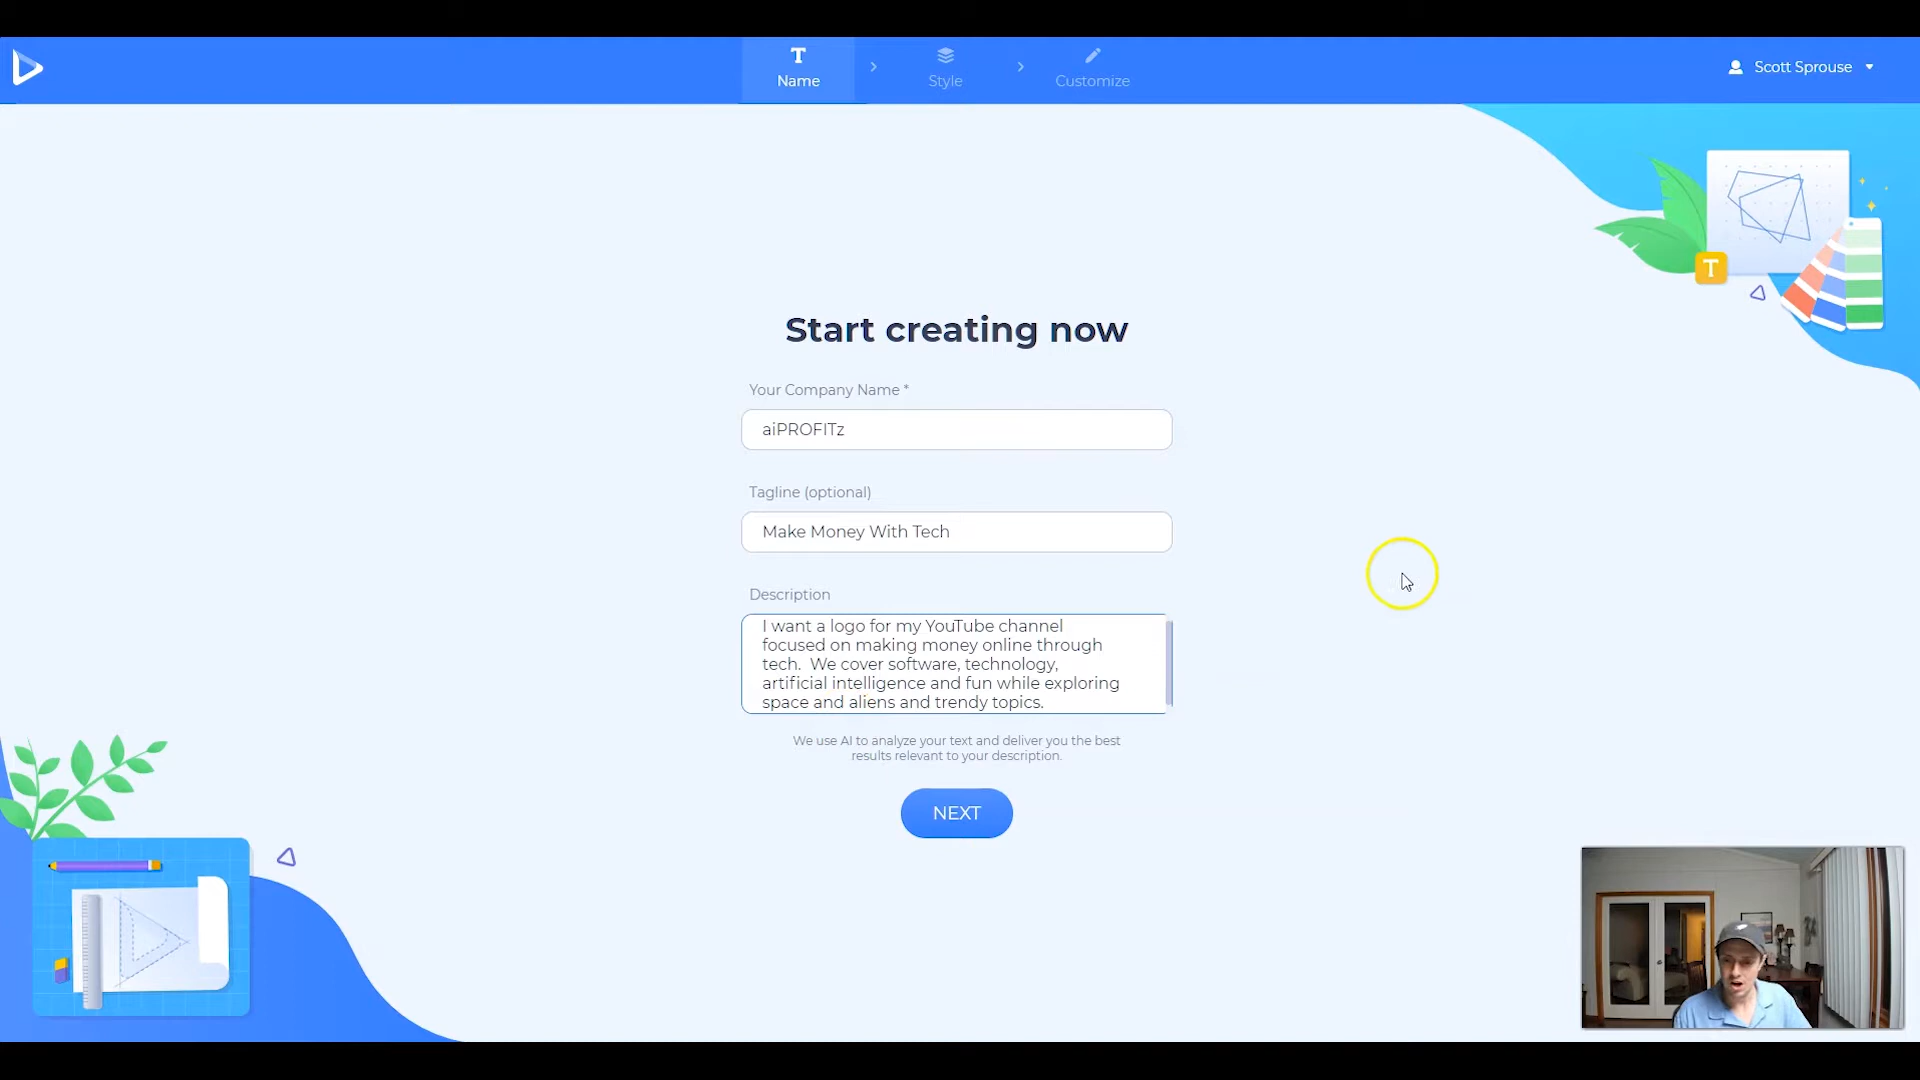 Name
Style
Customize
Scott Sprouse
T
Start creating now
Your Company Name *
aiPROFITz
Tagline (optional)
Make Money With Tech
Description
I want a logo for my YouTube channel
focused on making money online through
tech.  We cover software, technology,
artificial intelligence and fun while exploring
space and aliens and trendy topics.
We use AI to analyze your text and deliver you the best
results relevant to your description.
NEXT